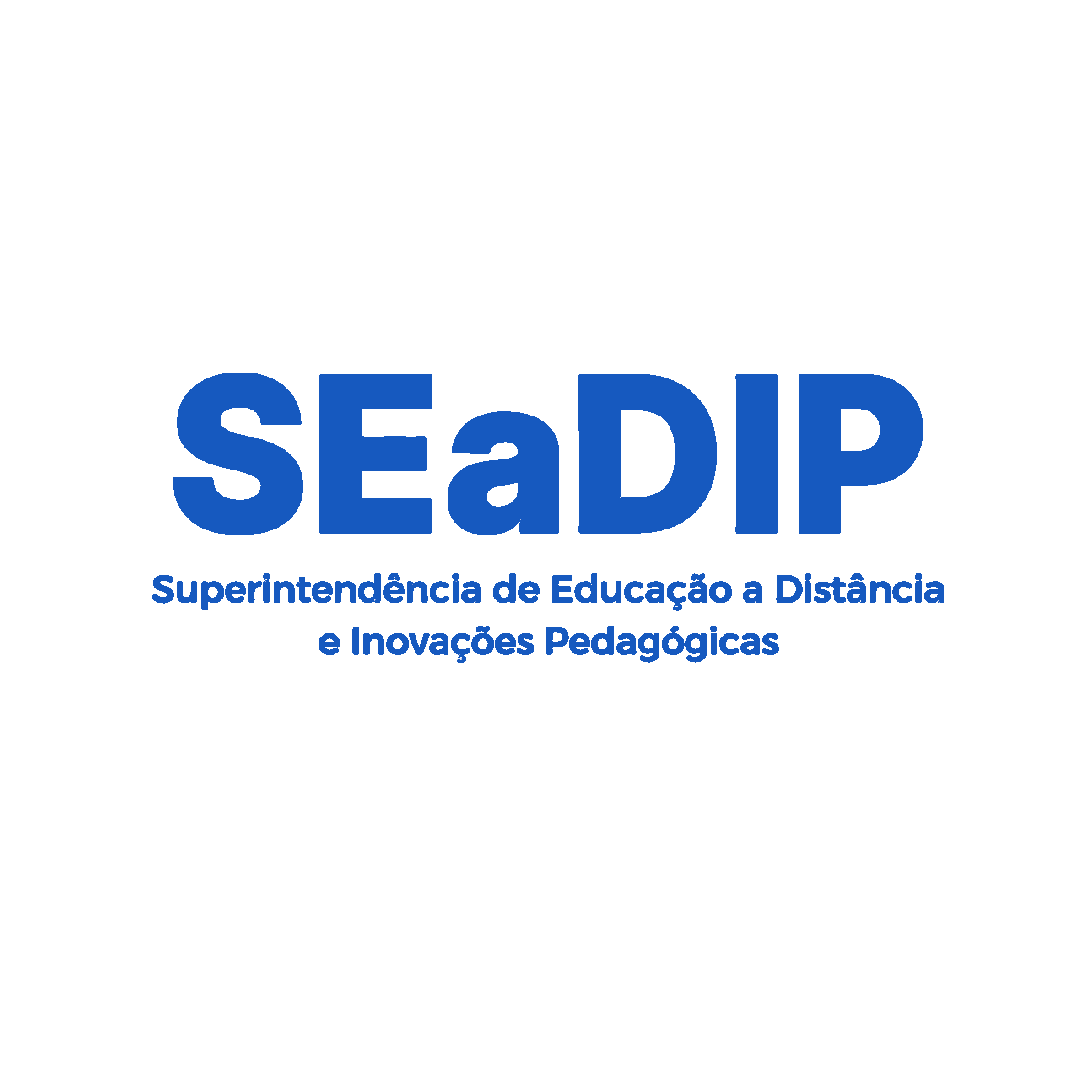 SEaDIP
Superintendência de Educação a Distância
e Inovações Pedagógicas